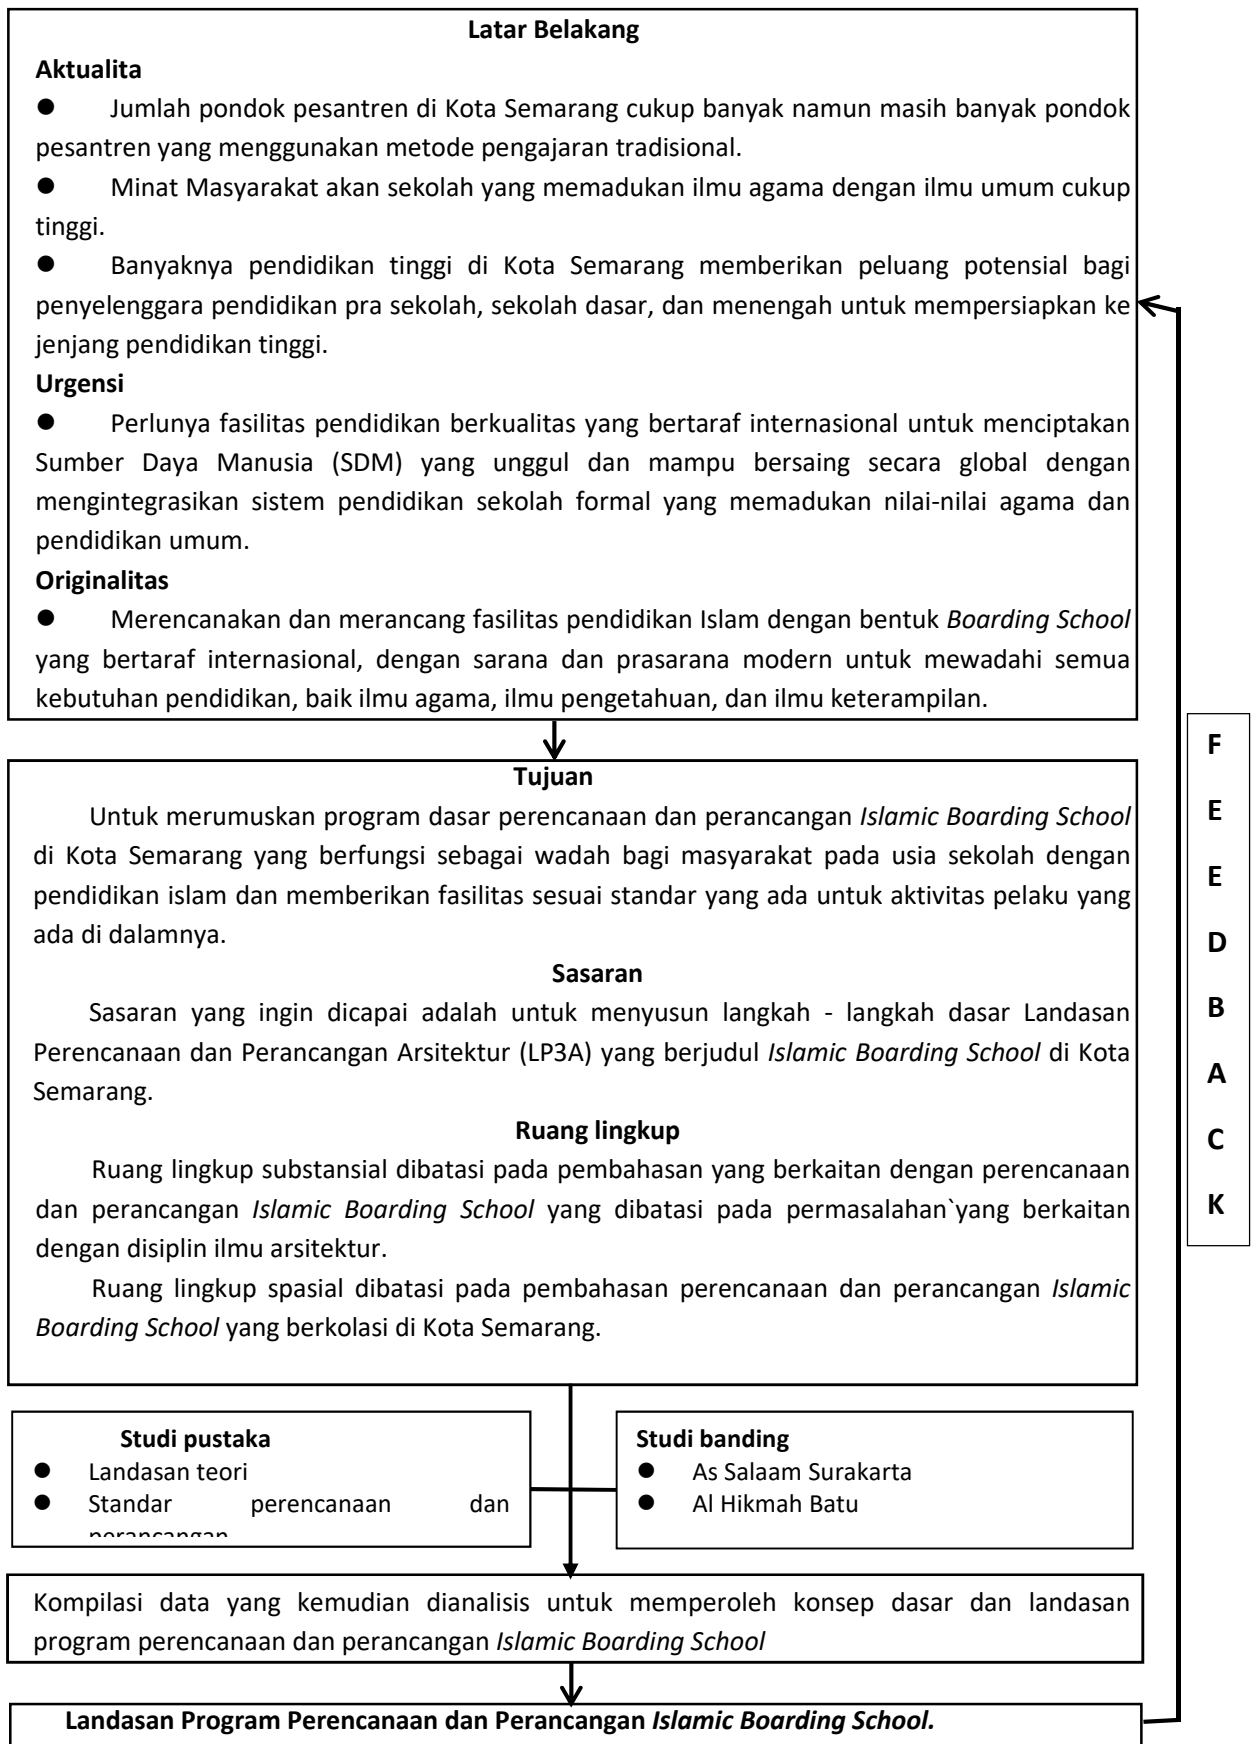 Latar Belakang
Aktualita
● Jumlah pondok pesantren di Kota Semarang cukup banyak namun masih banyak pondok
pesantren yang menggunakan metode pengajaran tradisional.
● Minat Masyarakat akan sekolah yang memadukan ilmu agama dengan ilmu umum cukup
tinggi.
● Banyaknya pendidikan tinggi di Kota Semarang memberikan peluang potensial bagi
penyelenggara pendidikan pra sekolah, sekolah dasar, dan menengah untuk mempersiapkan ke
jenjang pendidikan tinggi.
Urgensi
● Perlunya fasilitas pendidikan berkualitas yang bertaraf internasional untuk menciptakan
Sumber Daya Manusia (SDM) yang unggul dan mampu bersaing secara global dengan
mengintegrasikan sistem pendidikan sekolah formal yang memadukan nilai-nilai agama dan
pendidikan umum.
Originalitas
● Merencanakan dan merancang fasilitas pendidikan Islam dengan bentuk Boarding School
yang bertaraf internasional, dengan sarana dan prasarana modern untuk mewadahi semua
kebutuhan pendidikan, baik ilmu agama, ilmu pengetahuan, dan ilmu keterampilan.
Tujuan
Untuk merumuskan program dasar perencanaan dan perancangan Islamic Boarding School
di Kota Semarang yang berfungsi sebagai wadah bagi masyarakat pada usia sekolah dengan
pendidikan islam dan memberikan fasilitas sesuai standar yang ada untuk aktivitas pelaku yang
ada di dalamnya.
Sasaran
Sasaran yang ingin dicapai adalah untuk menyusun langkah - langkah dasar Landasan
Perencanaan dan Perancangan Arsitektur (LP3A) yang berjudul Islamic Boarding School di Kota
Semarang.
Ruang lingkup
Ruang lingkup substansial dibatasi pada pembahasan yang berkaitan dengan perencanaan
dan perancangan Islamic Boarding School yang dibatasi pada permasalahan`yang berkaitan
dengan disiplin ilmu arsitektur.
Ruang lingkup spasial dibatasi pada pembahasan perencanaan dan perancangan Islamic
Boarding School yang berkolasi di Kota Semarang.
Studi pustaka
● Landasan teori
● Standar perencanaan dan
perancangan
Studi banding
● As Salaam Surakarta
● Al Hikmah Batu
Kompilasi data yang kemudian dianalisis untuk memperoleh konsep dasar dan landasan
program perencanaan dan perancangan Islamic Boarding School
Landasan Program Perencanaan dan Perancangan Islamic Boarding School.
F
E
E
D
B
A
C
K